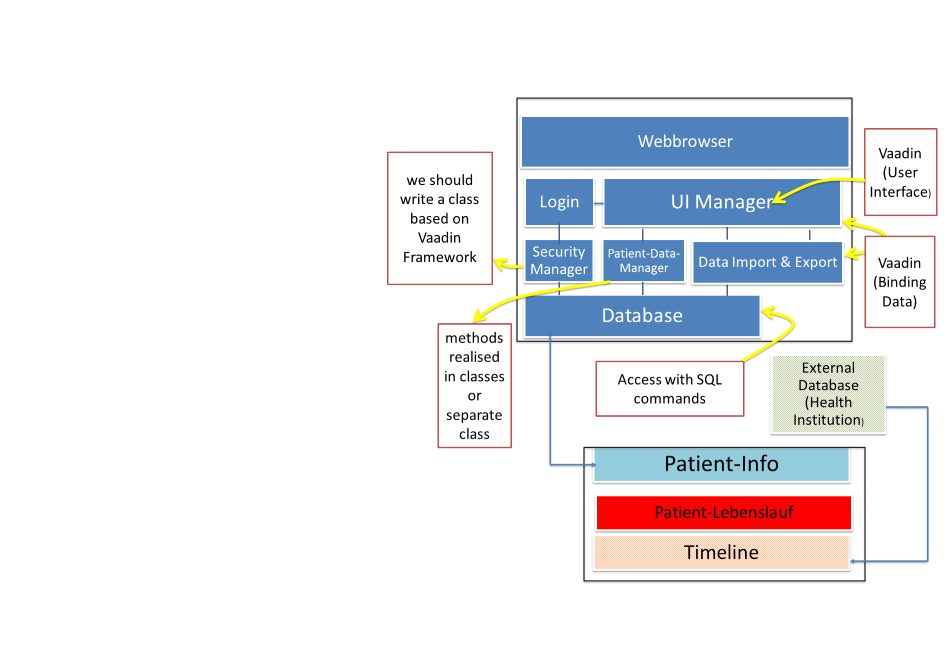 Webbrowser
Login
UI Manager
Security
Manager
Patient-Data-
Manager
Data Import & Export
Database
we should
write a class
based on
Vaadin
Framework
Vaadin
(User
Interface)
Vaadin
(Binding
Data)
methods
realised
in classes
or
separate
class
Access with SQL
commands
External
Database
(Health
Institution)
Patient-Info
Patient-Lebenslauf
Timeline